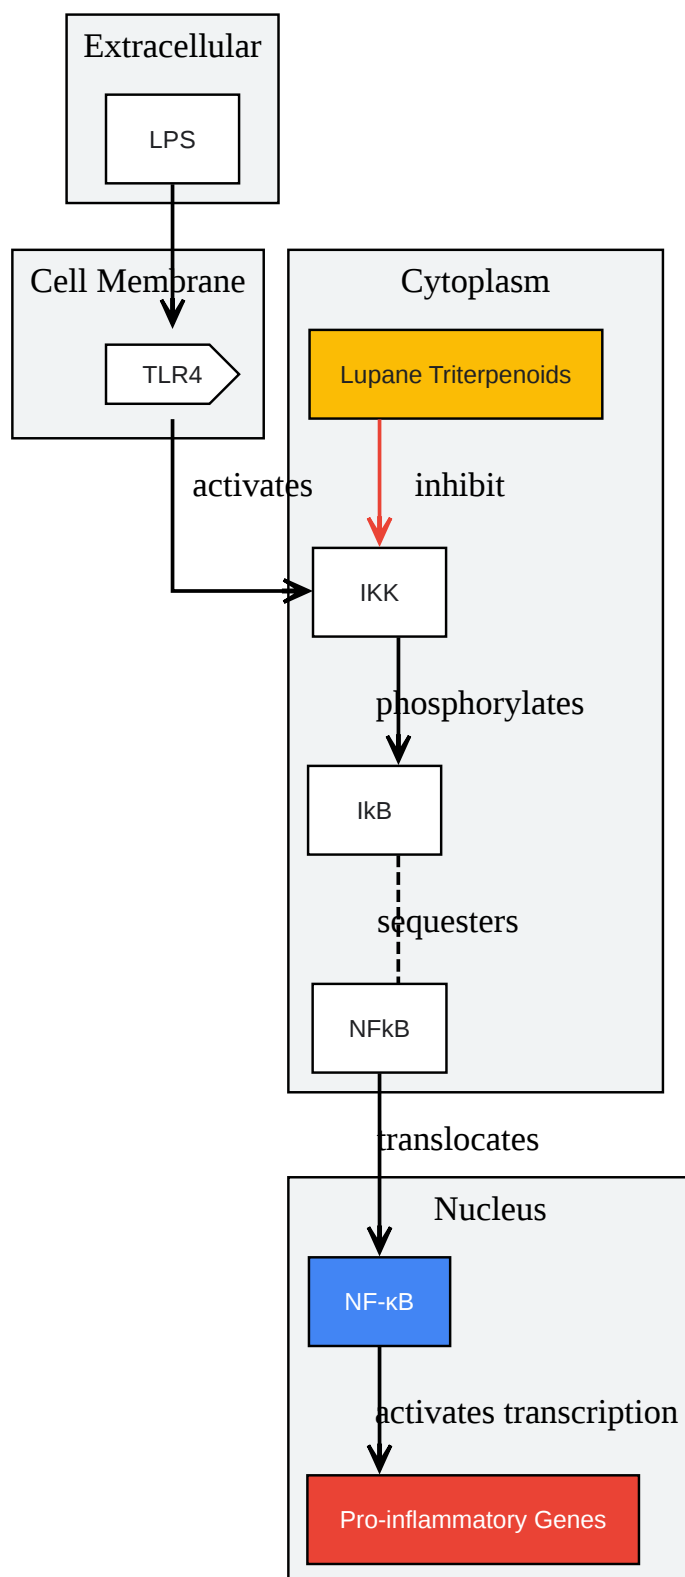 Extracellular
LPS
Cell Membrane
TLR4
Cytoplasm
Lupane Triterpenoids
activates
inhibit
IKK
phosphorylates
IkB
sequesters
NFkB
translocates
Nucleus
NF-κB
activates transcription
Pro-inflammatory Genes